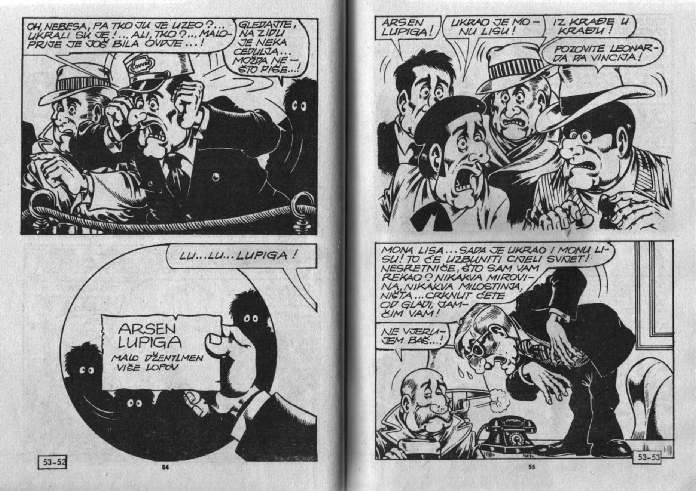 OH, NEBESA, PA TKO JU JE UZEO?...
UKRALI SU JE!... ALI, TKO?... MALO-
PRIJE JE JOŠ BILA OVDJE...!
GLEDAJTE,
NA ZIDU
JE NEKA
CEDULJA...
MOŽDA NE-
ŠTO PIŠE...!
LU...LU...LUPIGA!
ARSEN
LUPIGA
MALO DŽENTLMEN
VIŠE LOPOV
53-52
84
ARSEN
LUPIGA!
UKRAO JE MO-
NU LISU!
IZ KRAĐE U
KRAĐU!
POZOVITE LEONAR-
DA DA VINCIJA!
MONA LISA...SADA JE UKRAO I MONU LI-
SU! TO ĆE UZBUNITI CIJELI SVIJET!
NESRETNIČE, ŠTO SAM VAM
REKAO? NIKAKVA MIROVI-
NA, NIKAKVA MILOSTINJA,
NIŠTA...CRKNUT ĆETE
OD GLADI, JAM-
ČIM VAM!
NE VJERU-
JEM BAŠ...!
53-53